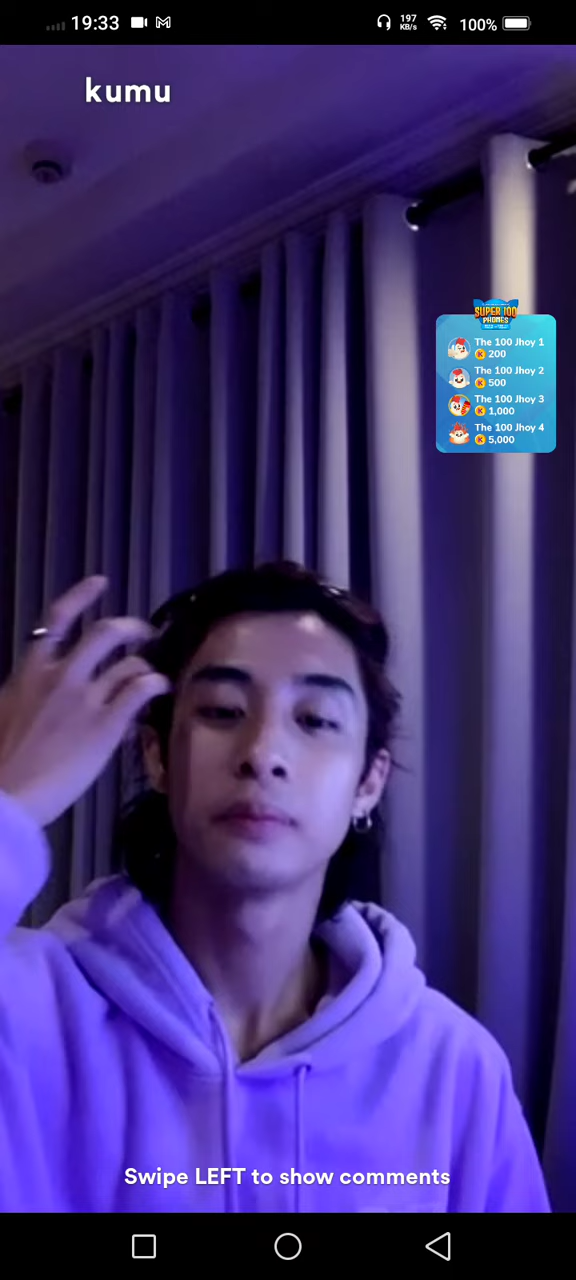 19:33
197
KB/s
100%
kumu
SUPER 100
PHOMES
The 100 Jhoy 1
K 200
The 100 Jhoy 2
K 500
The 100 Jhoy 3
K 1,000
The 100 Jhoy 4
K 5,000
Swipe LEFT to show comments